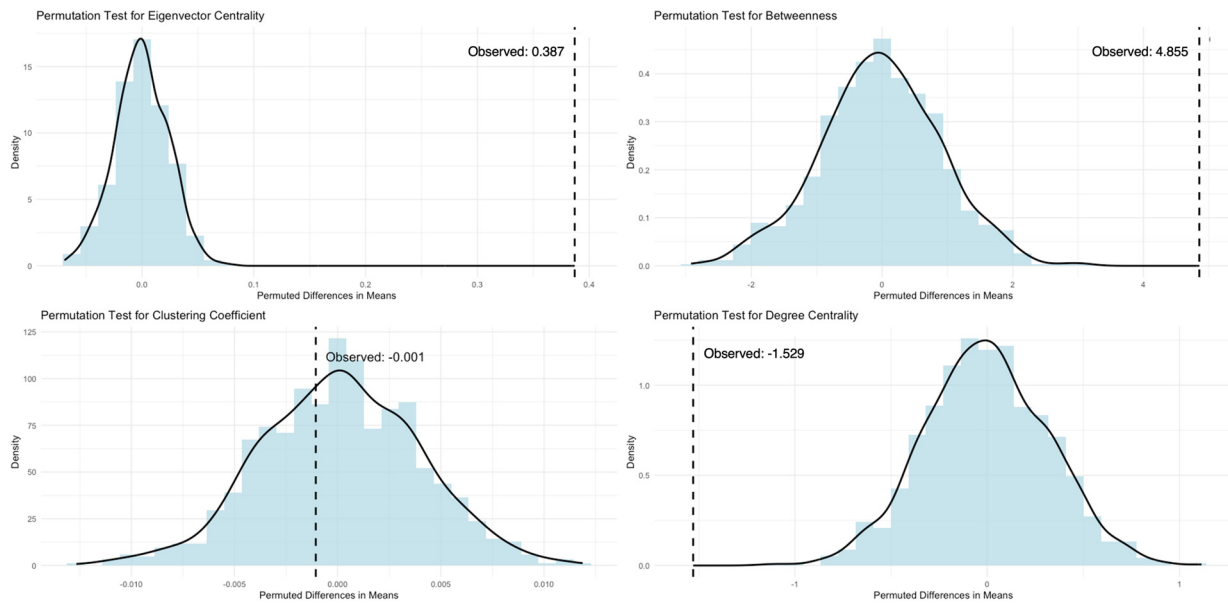 Permutation Test for Eigenvector Centrality
Observed: 0.387
15
10
5
0
Density
0.0
0.1
0.2
0.3
0.4
Permuted Differences in Means
Permutation Test for Betweenness
Observed: 4.855
0.4
0.3
0.2
0.1
0.0
Density
-2
0
2
4
Permuted Differences in Means
Permutation Test for Clustering Coefficient
Observed: -0.001
125
100
75
50
25
0
Density
-0.010
-0.005
0.000
0.005
0.010
Permuted Differences in Means
Permutation Test for Degree Centrality
Observed: -1.529
1.0
0.5
0.0
Density
-1
0
1
Permuted Differences in Means